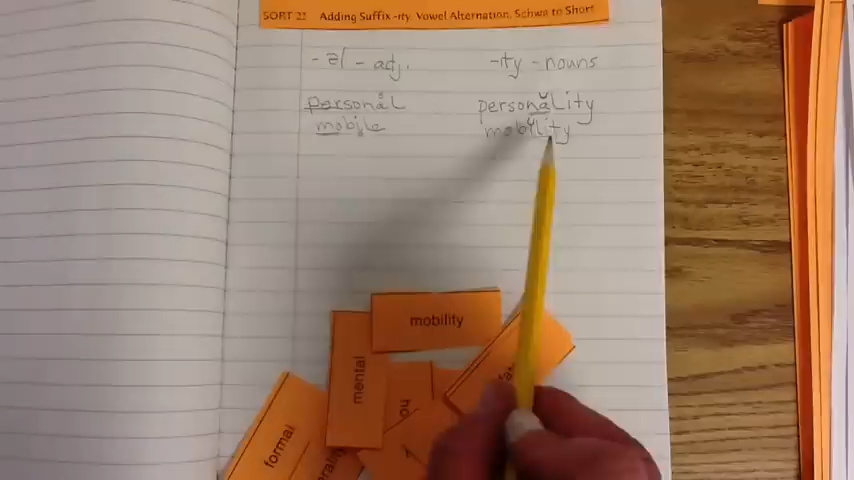 SORT 22 Adding Suffix -ity: Vowel Alternation, Schwa to Short
-al - adj. -ity - nouns
personal personality
mobile mobility
mobility
mental
formal